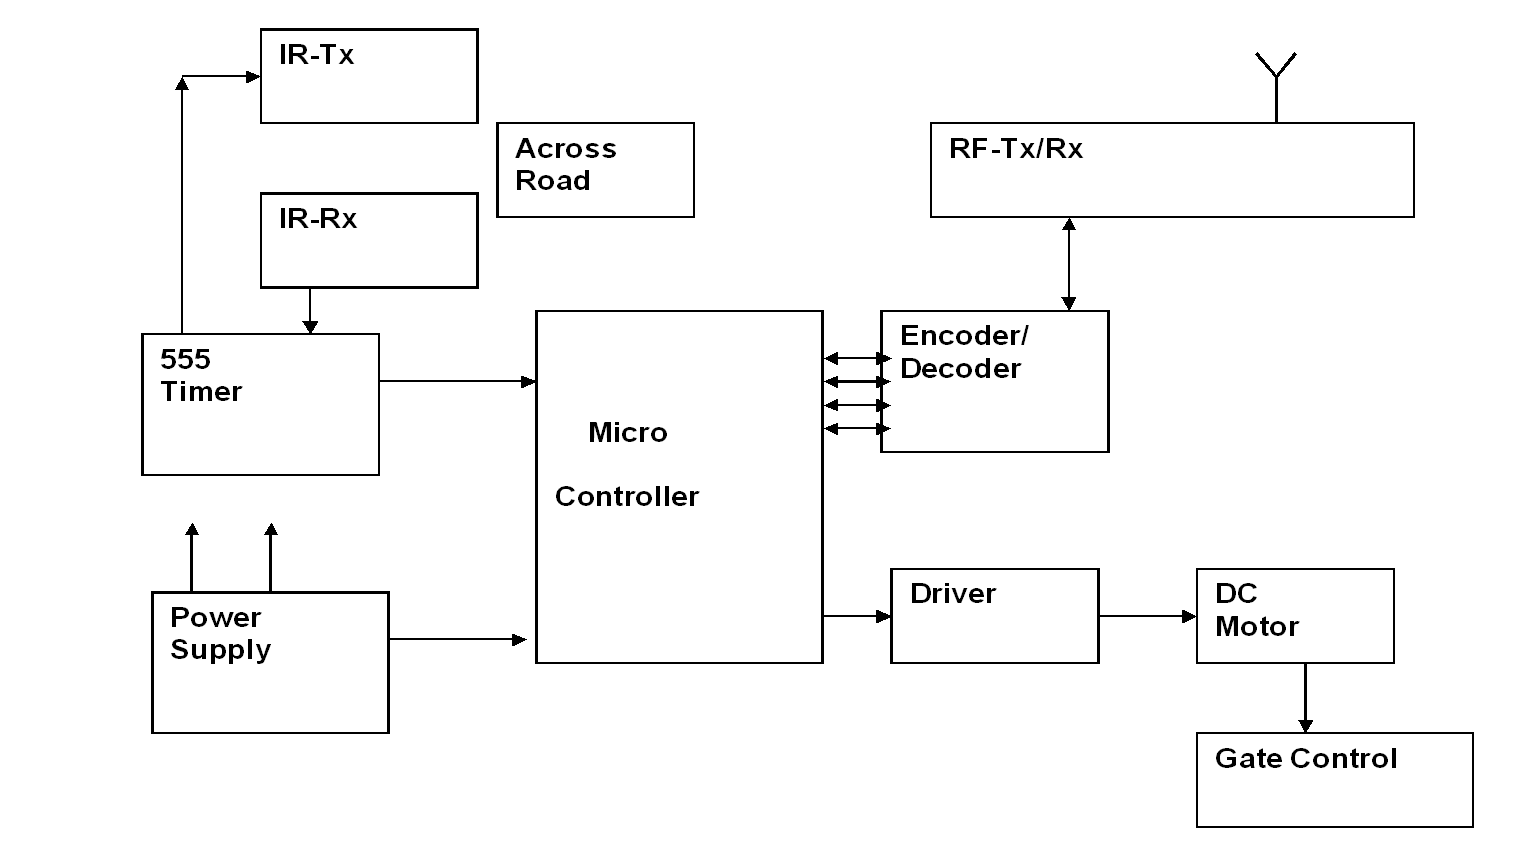 IR-Tx
Across
Road
RF-Tx/Rx
IR-Rx
555
Timer
Encoder/
Decoder
Micro
Controller
Power
Supply
Driver
DC
Motor
Gate Control